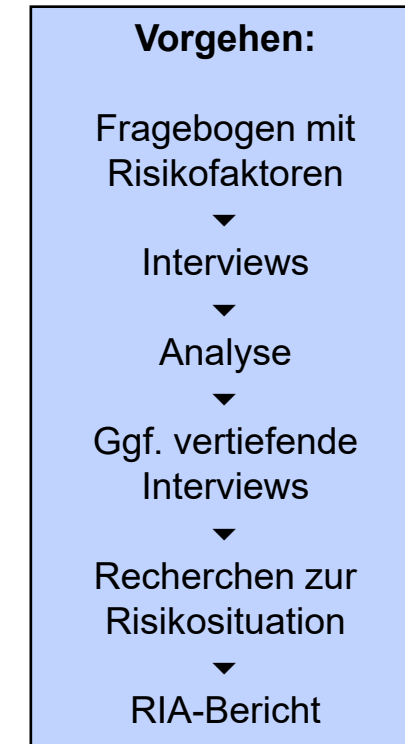 Vorgehen:
Fragebogen mit
Risikofaktoren
Interviews
Analyse
Ggf. vertiefende
Interviews
Recherchen zur
Risikosituation
RIA-Bericht